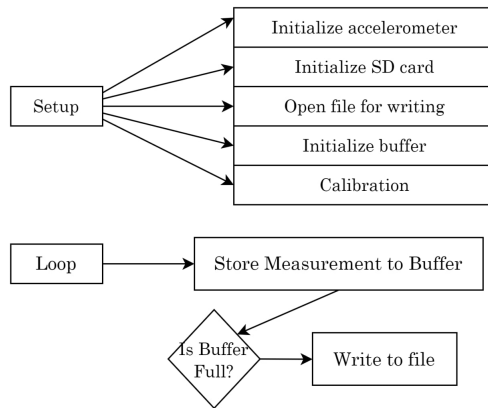 Initialize accelerometer
Initialize SD card
Setup
Open file for writing
Initialize buffer
Calibration
Loop
Store Measurement to Buffer
Is Buffer
Full?
Write to file